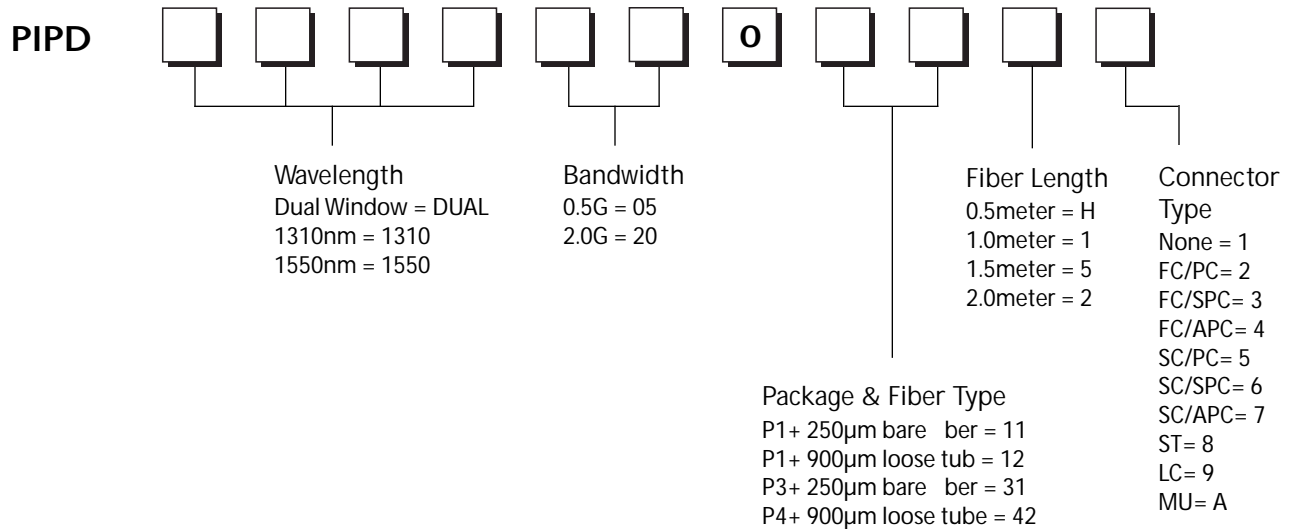 PIPD 0
Wavelength
Dual Window = DUAL
1310nm = 1310
1550nm = 1550
Bandwidth
0.5G = 05
2.0G = 20
Fiber Length
0.5meter = H
1.0meter = 1
1.5meter = 5
2.0meter = 2
Connector
Type
None = 1
FC/PC= 2
FC/SPC= 3
FC/APC= 4
SC/PC= 5
SC/SPC= 6
SC/APC= 7
ST= 8
LC= 9
MU= A
Package & Fiber Type
P1+ 250µm bare ber = 11
P1+ 900µm loose tub = 12
P3+ 250µm bare ber = 31
P4+ 900µm loose tube = 42